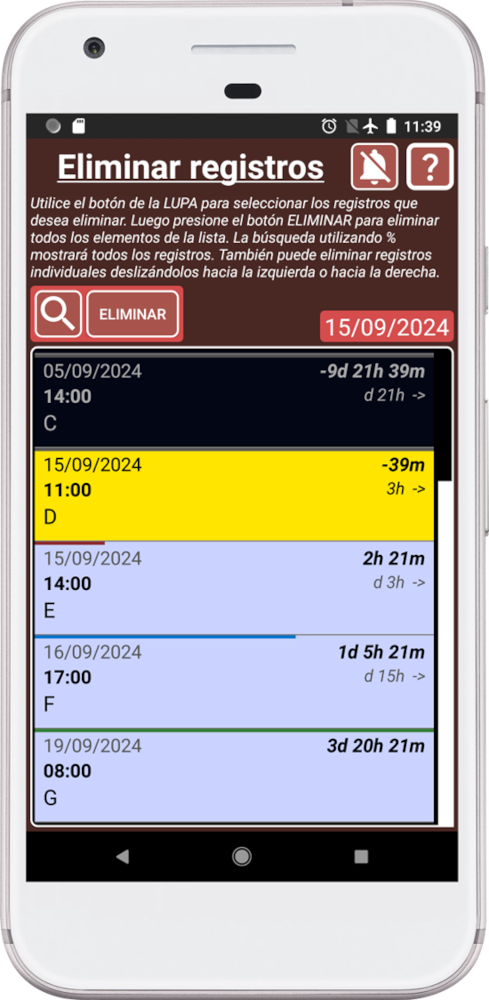 11:39
Eliminar registros
?
Utilice el botón de la LUPA para seleccionar los registros que
desea eliminar. Luego presione el botón ELIMINAR para eliminar
todos los elementos de la lista. La búsqueda utilizando %
mostrará todos los registros. También puede eliminar registros
individuales deslizándolos hacia la izquierda o hacia la derecha.
ELIMINAR
15/09/2024
05/09/2024 -9d 21h 39m
14:00 d 21h ->
C
15/09/2024 -39m
11:00 3h ->
D
15/09/2024 2h 21m
14:00 d 3h ->
E
16/09/2024 1d 5h 21m
17:00 d 15h ->
F
19/09/2024 3d 20h 21m
08:00
G